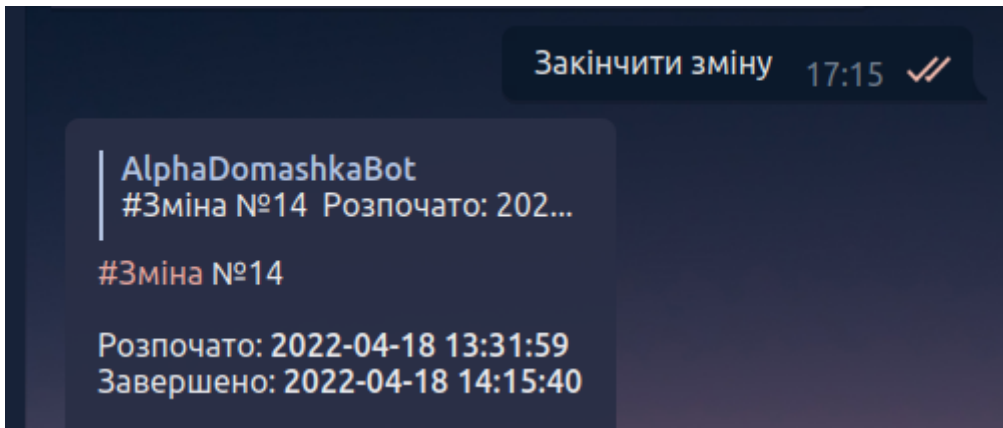 Закінчити зміну 17:15
AlphaDomashkaBot
#Зміна №14 Розпочато: 202...
#Зміна №14
Розпочато: 2022-04-18 13:31:59
Завершено: 2022-04-18 14:15:40